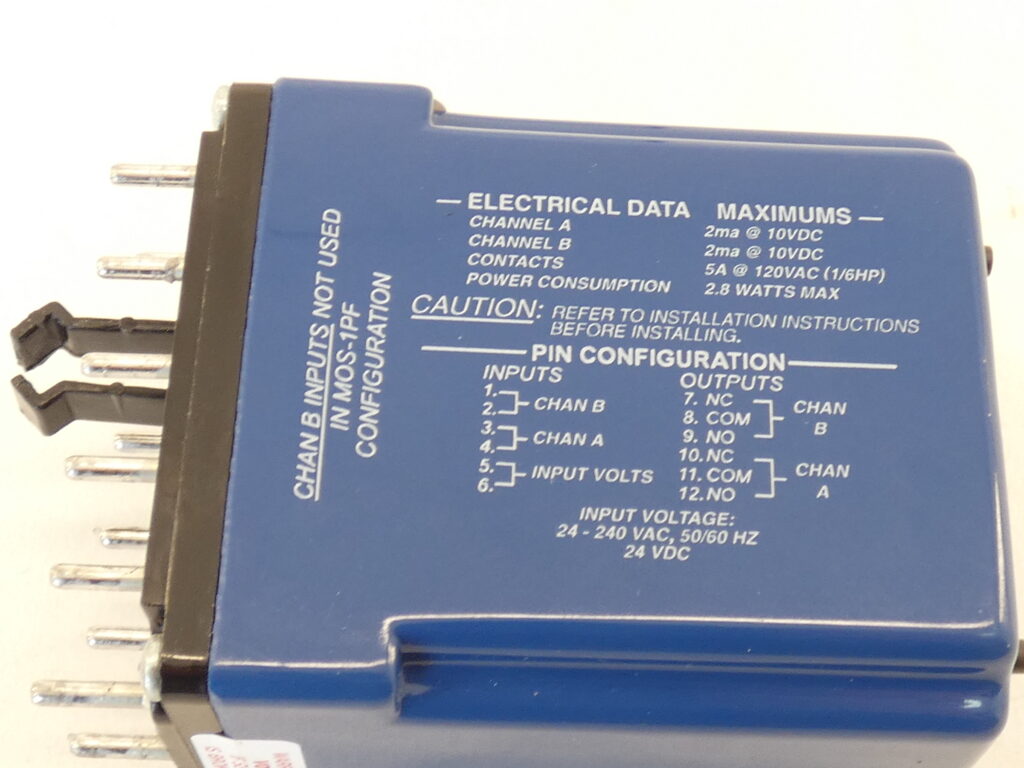 — ELECTRICAL DATA MAXIMUMS —
CHANNEL A 2ma @ 10VDC
CHANNEL B 2ma @ 10VDC
CONTACTS 5A @ 120VAC (1/6HP)
POWER CONSUMPTION 2.8 WATTS MAX
CAUTION: REFER TO INSTALLATION INSTRUCTIONS
BEFORE INSTALLING.
PIN CONFIGURATION
INPUTS
1.
2. CHAN B
3.
4. CHAN A
5.
6. INPUT VOLTS
OUTPUTS
7. NC
8. COM
9. NO
CHAN
B
10. NC
11. COM
12. NO
CHAN
A
INPUT VOLTAGE:
24 - 240 VAC, 50/60 HZ
24 VDC
CHAN B INPUTS NOT USED
IN MOS-1PF
CONFIGURATION